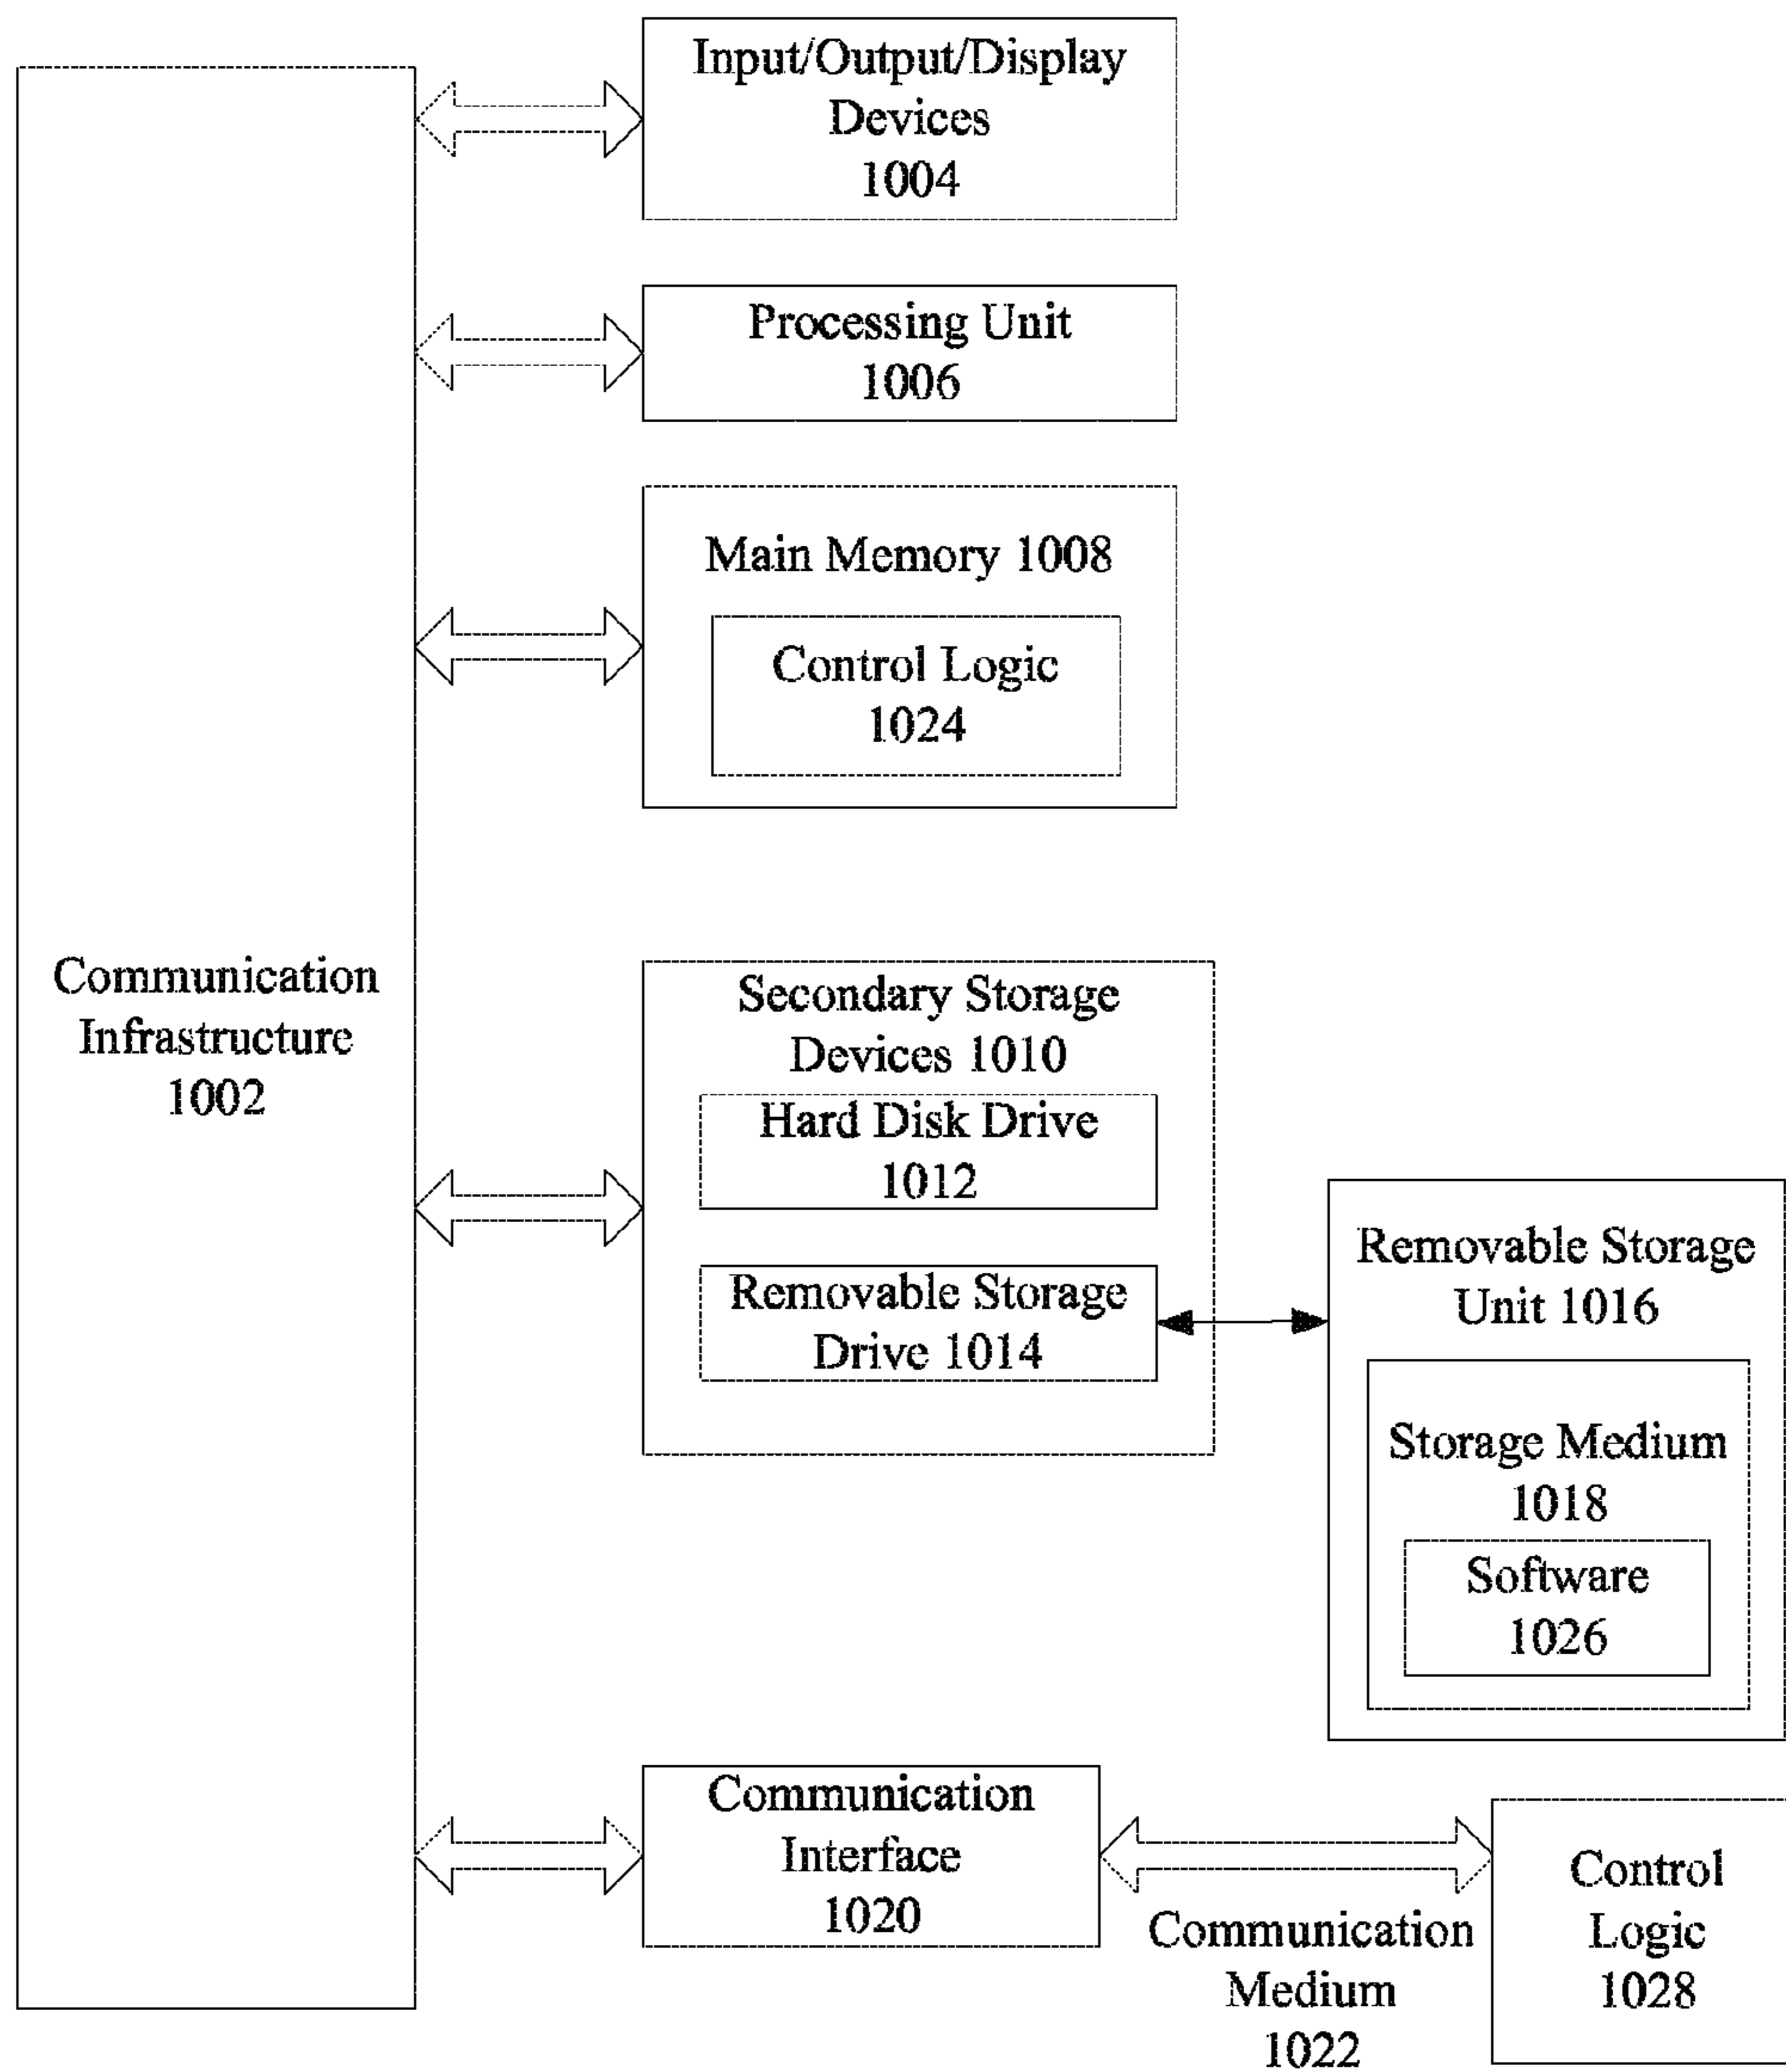 Input/Output/Display
Devices
1004
Processing Unit
1006
Main Memory 1008
Control Logic
1024
Communication
Infrastructure
1002
Secondary Storage
Devices 1010
Hard Disk Drive
1012
Removable Storage
Drive 1014
Removable Storage
Unit 1016
Storage Medium
1018
Software
1026
Communication
Interface
1020
Communication
Medium
1022
Control
Logic
1028